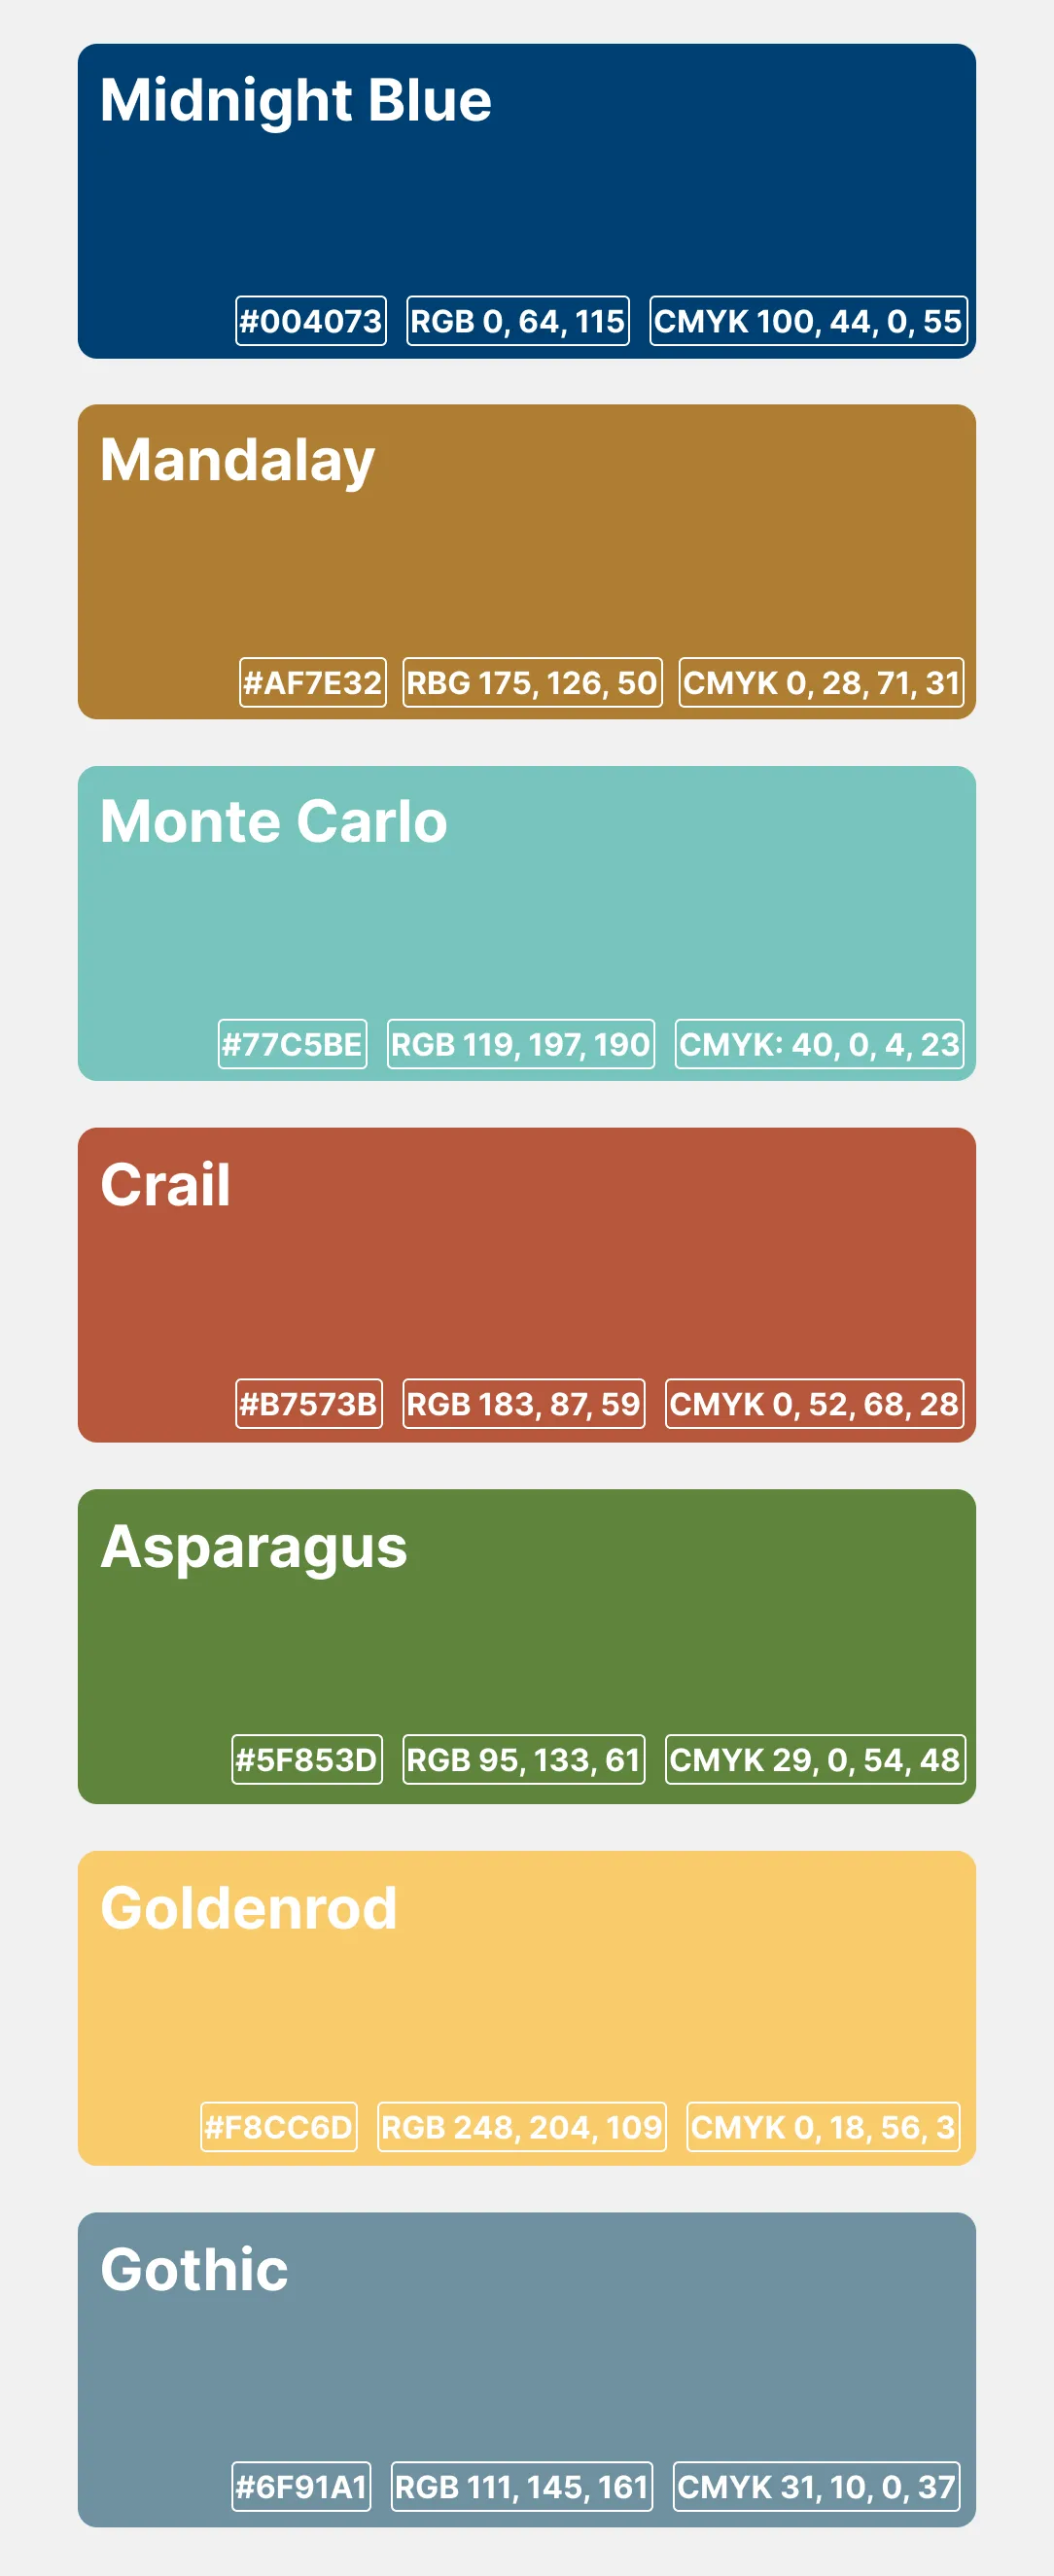 Midnight Blue
#004073 RGB 0, 64, 115 CMYK 100, 44, 0, 55
Mandalay
#AF7E32 RBG 175, 126, 50 CMYK 0, 28, 71, 31
Monte Carlo
#77C5BE RGB 119, 197, 190 CMYK: 40, 0, 4, 23
Crail
#B7573B RGB 183, 87, 59 CMYK 0, 52, 68, 28
Asparagus
#5F853D RGB 95, 133, 61 CMYK 29, 0, 54, 48
Goldenrod
#F8CC6D RGB 248, 204, 109 CMYK 0, 18, 56, 3
Gothic
#6F91A1 RGB 111, 145, 161 CMYK 31, 10, 0, 37